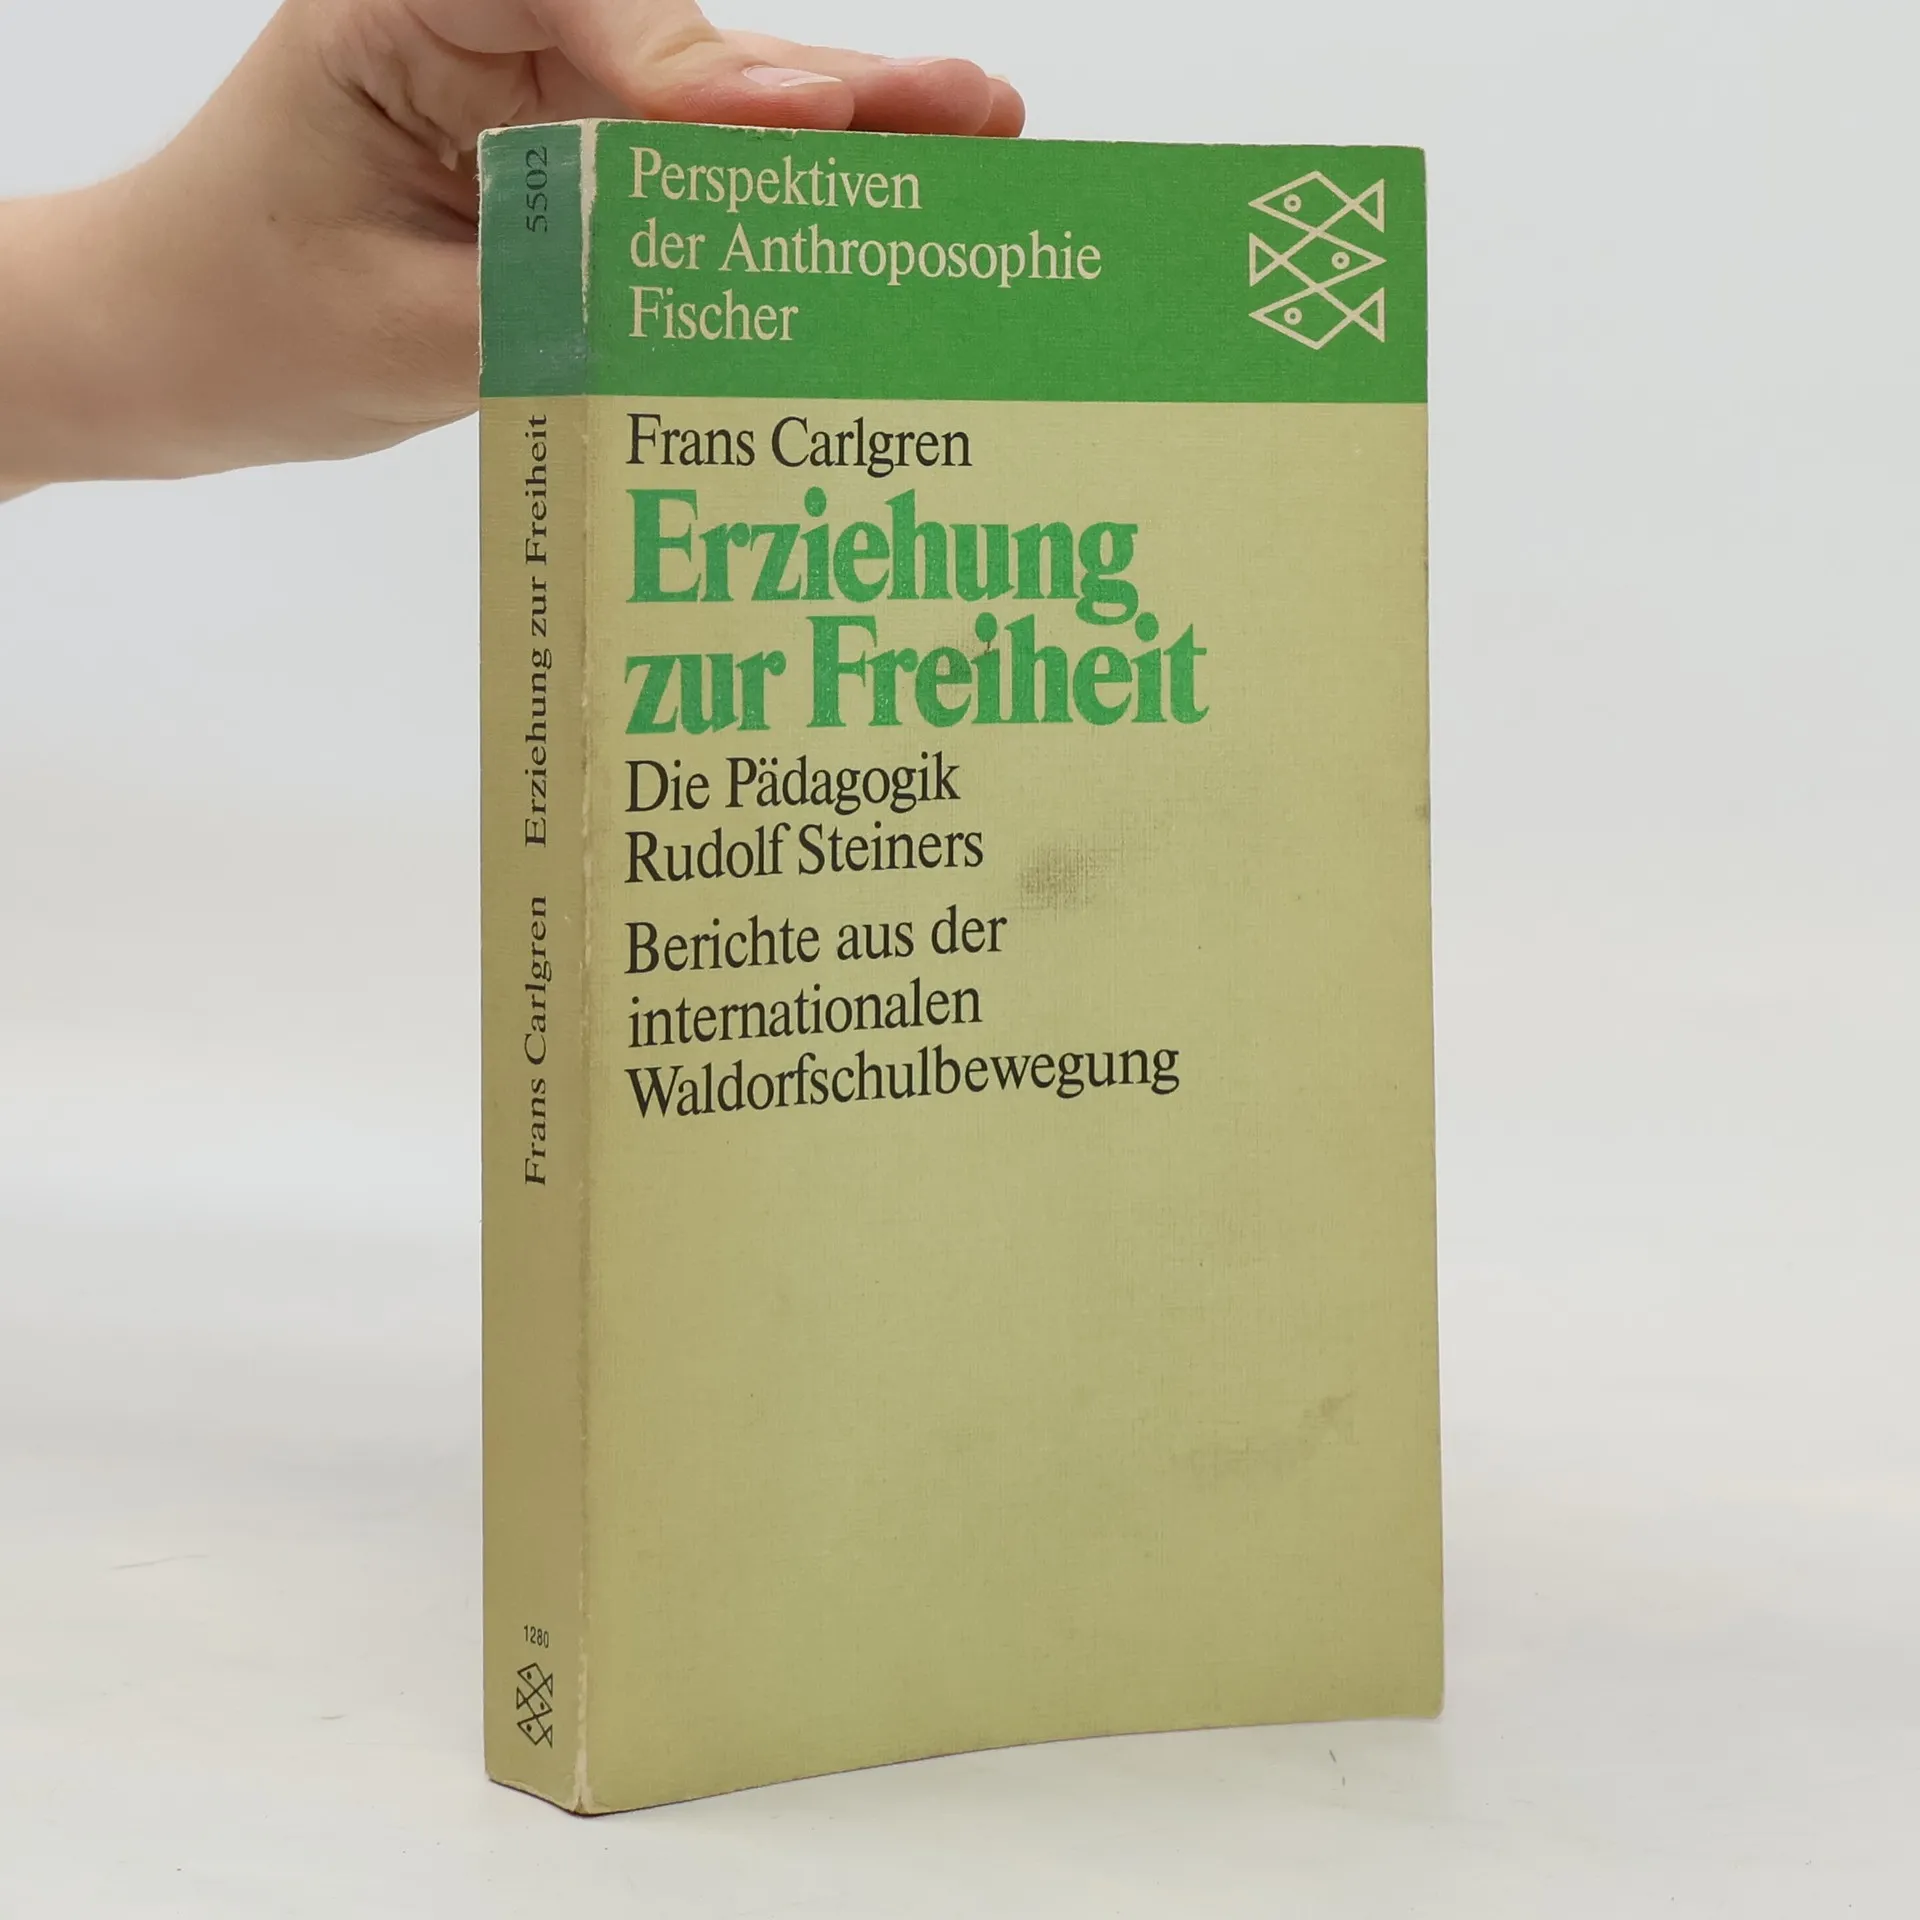 Perspektiven
der Anthroposophie
Fischer
Frans Carlgren
Erziehung
zur Freiheit
Die Pädagogik
Rudolf Steiners
Berichte aus der
internationalen
Waldorfschulbewegung
5502
Frans Carlgren Erziehung zur Freiheit
1280